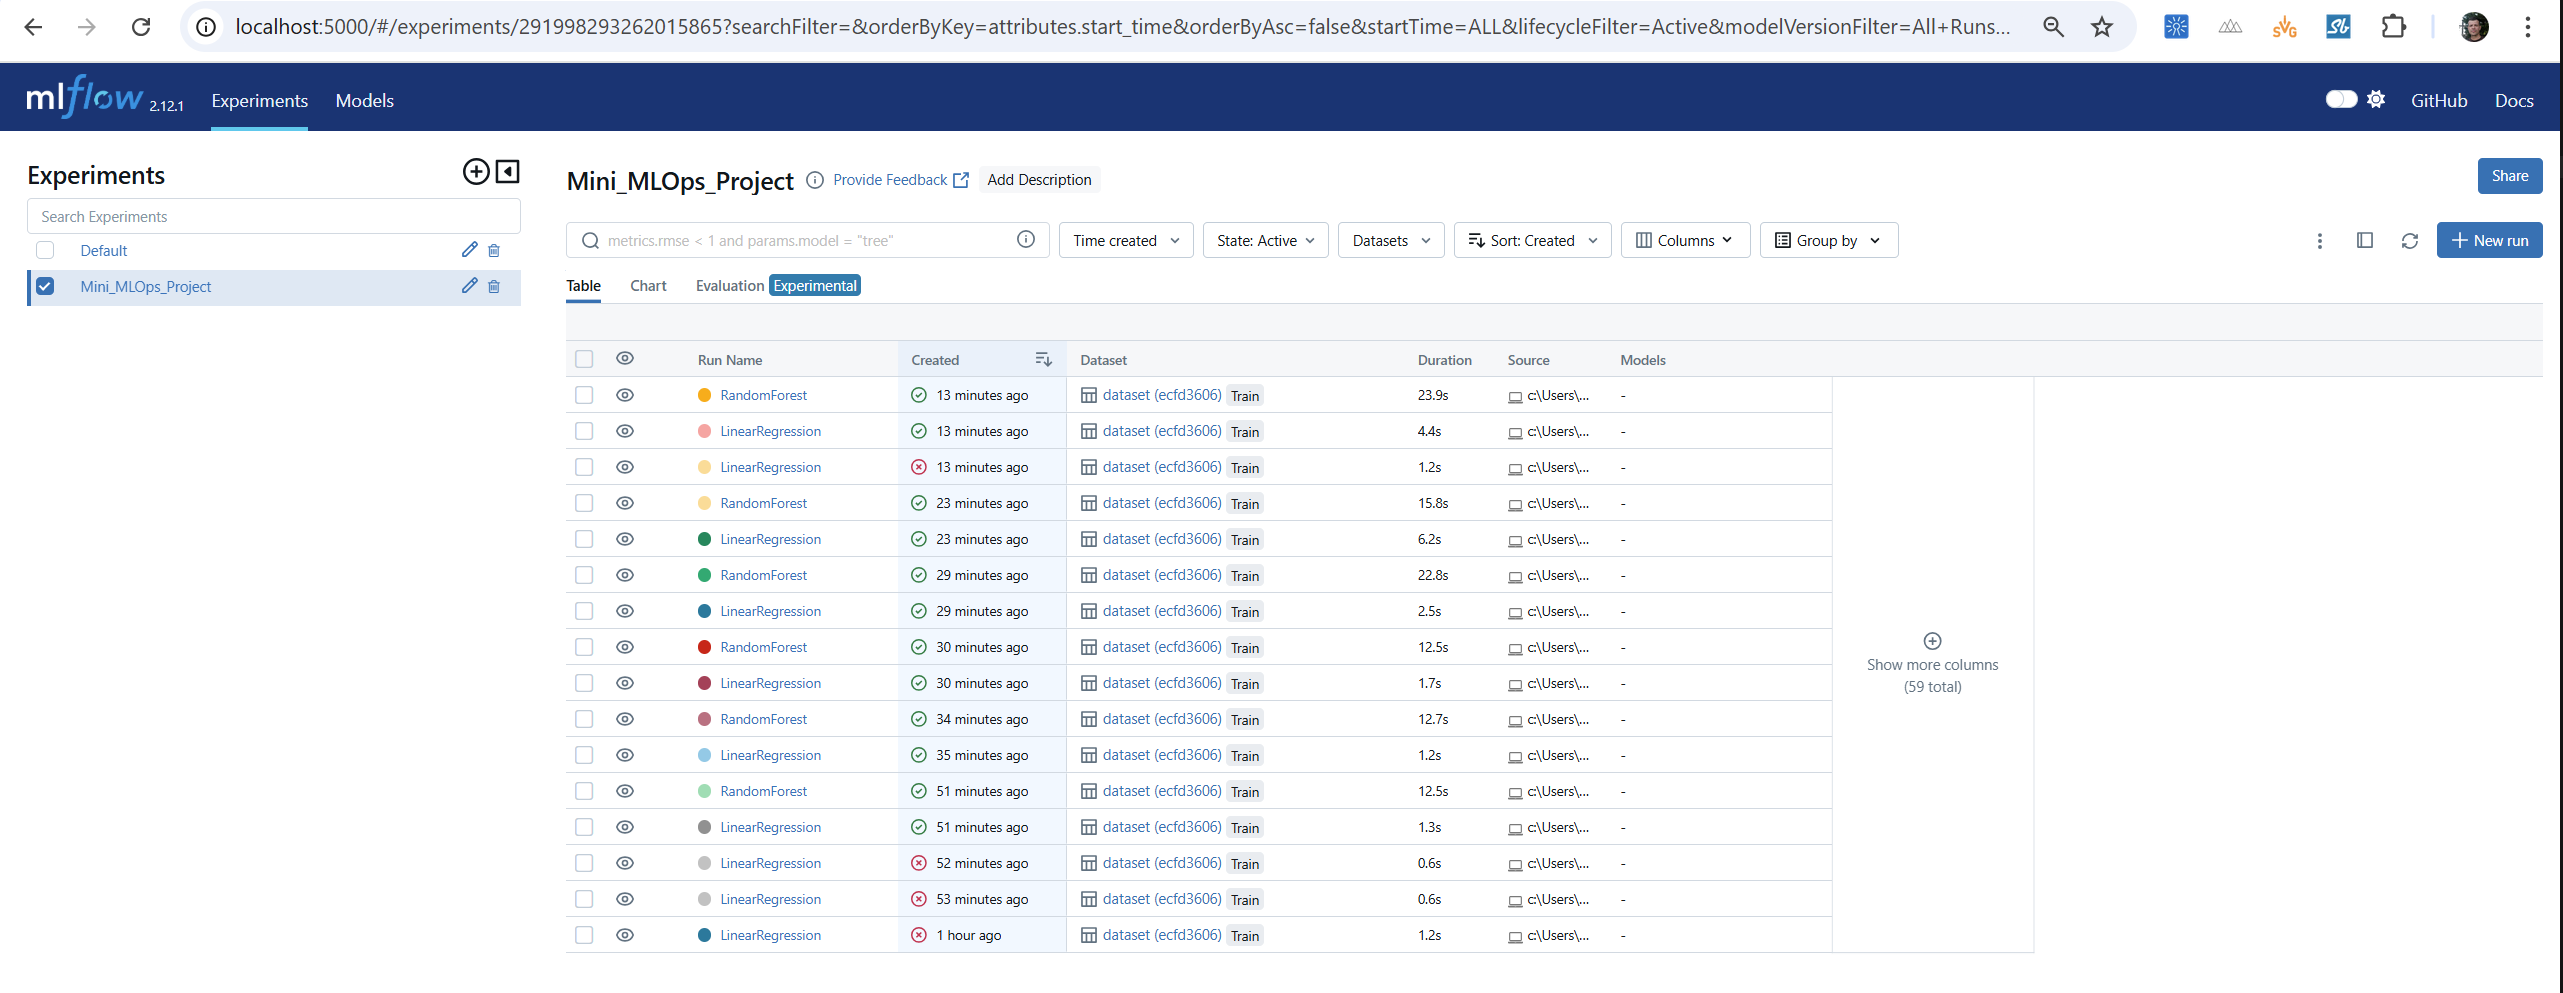 localhost:5000/#/experiments/291998293262015865?searchFilter=&orderByKey=attributes.start_time&orderByAsc=false&startTime=ALL&lifecycleFilter=Active&modelVersionFilter=All+Runs...
mlflow 2.12.1 Experiments Models GitHub Docs
Experiments
Search Experiments
Default
Mini_MLOps_Project
Mini_MLOps_Project Provide Feedback Add Description Share
metrics.rmse < 1 and params.model = "tree" Time created State: Active Datasets Sort: Created Columns Group by New run
Table Chart Evaluation Experimental
Run Name Created Dataset Duration Source Models
RandomForest 13 minutes ago dataset (ecfd3606) Train 23.9s c:\Users\... -
LinearRegression 13 minutes ago dataset (ecfd3606) Train 4.4s c:\Users\... -
LinearRegression 13 minutes ago dataset (ecfd3606) Train 1.2s c:\Users\... -
RandomForest 23 minutes ago dataset (ecfd3606) Train 15.8s c:\Users\... -
LinearRegression 23 minutes ago dataset (ecfd3606) Train 6.2s c:\Users\... -
RandomForest 29 minutes ago dataset (ecfd3606) Train 22.8s c:\Users\... -
LinearRegression 29 minutes ago dataset (ecfd3606) Train 2.5s c:\Users\... -
RandomForest 30 minutes ago dataset (ecfd3606) Train 12.5s c:\Users\... -
LinearRegression 30 minutes ago dataset (ecfd3606) Train 1.7s c:\Users\... -
RandomForest 34 minutes ago dataset (ecfd3606) Train 12.7s c:\Users\... -
LinearRegression 35 minutes ago dataset (ecfd3606) Train 1.2s c:\Users\... -
RandomForest 51 minutes ago dataset (ecfd3606) Train 12.5s c:\Users\... -
LinearRegression 51 minutes ago dataset (ecfd3606) Train 1.3s c:\Users\... -
LinearRegression 52 minutes ago dataset (ecfd3606) Train 0.6s c:\Users\... -
LinearRegression 53 minutes ago dataset (ecfd3606) Train 0.6s c:\Users\... -
LinearRegression 1 hour ago dataset (ecfd3606) Train 1.2s c:\Users\... -
Show more columns
(59 total)